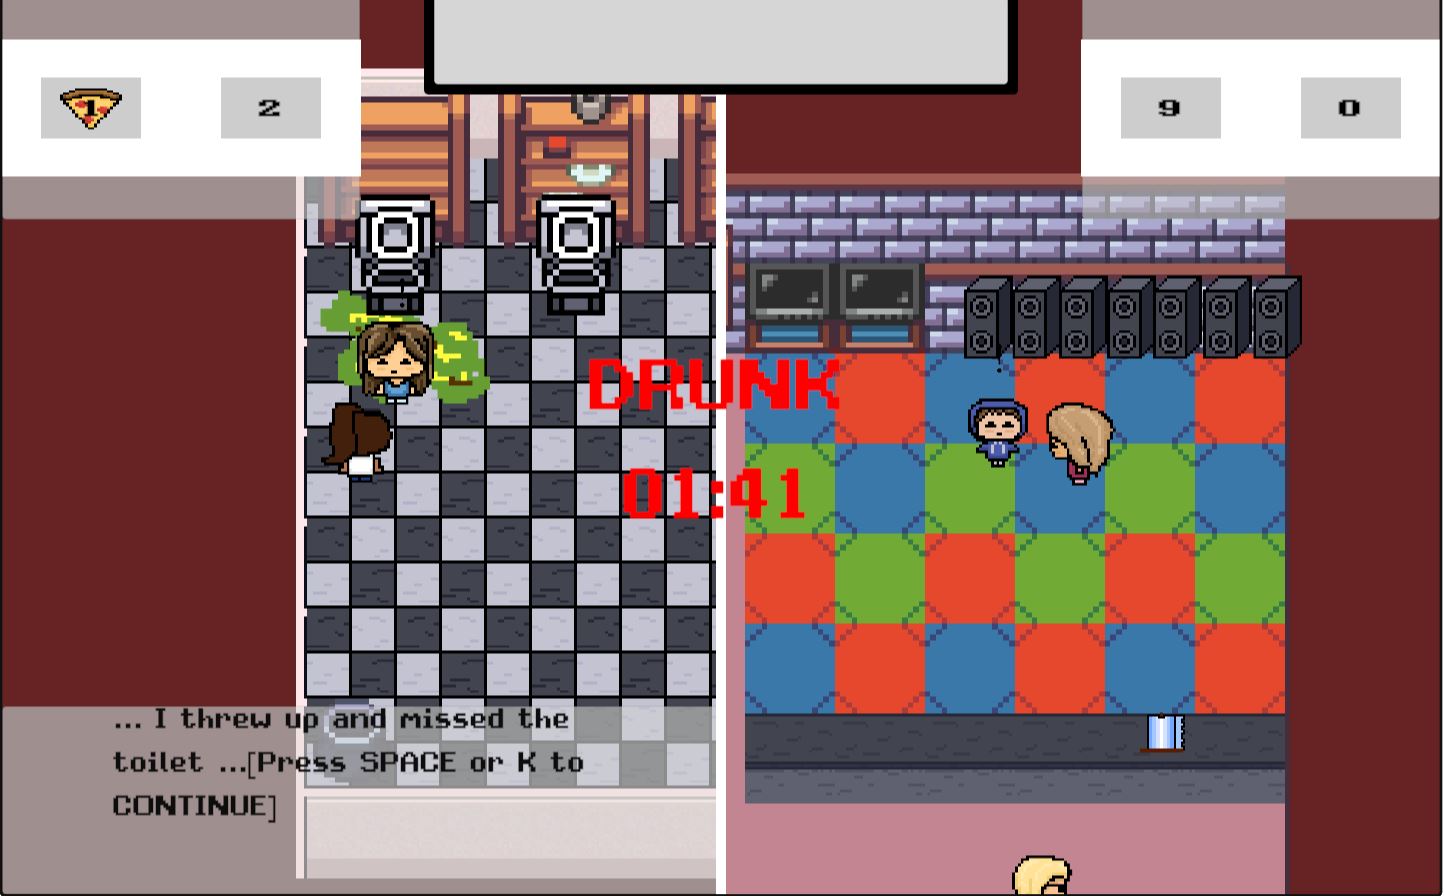 1
2
9
0
DRUNK
01:41
... I threw up and missed the
toilet ...[Press SPACE or K to
CONTINUE]